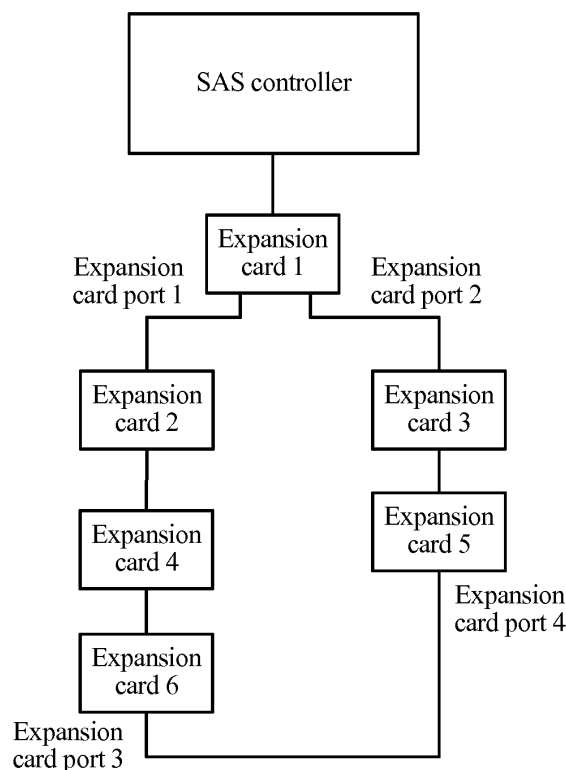 SAS controller
Expansion
card 1
Expansion
card port 1
Expansion
card port 2
Expansion
card 2
Expansion
card 3
Expansion
card 4
Expansion
card 5
Expansion
card port 4
Expansion
card 6
Expansion
card port 3